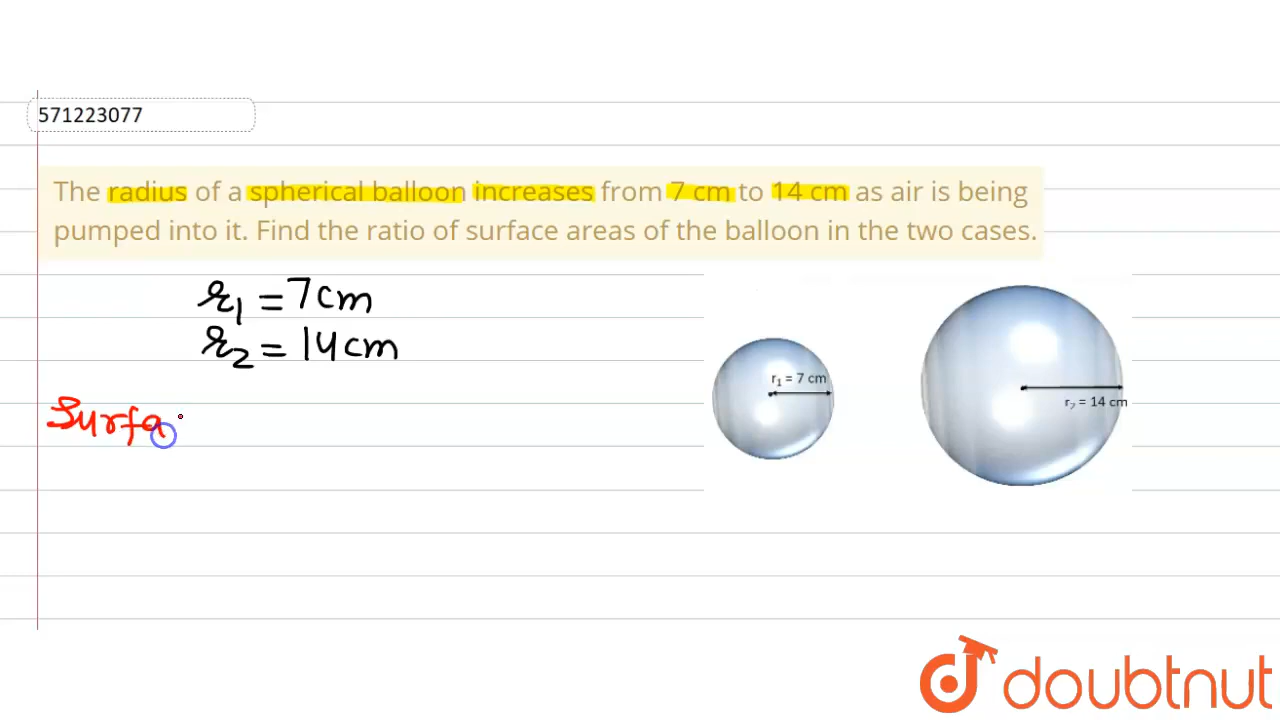 571223077
The radius of a spherical balloon increases from 7 cm to 14 cm as air is being
pumped into it. Find the ratio of surface areas of the balloon in the two cases.
r1 = 7cm
r2 = 14cm
r1 = 7 cm
r2 = 14 cm
Surfa
doubtnut